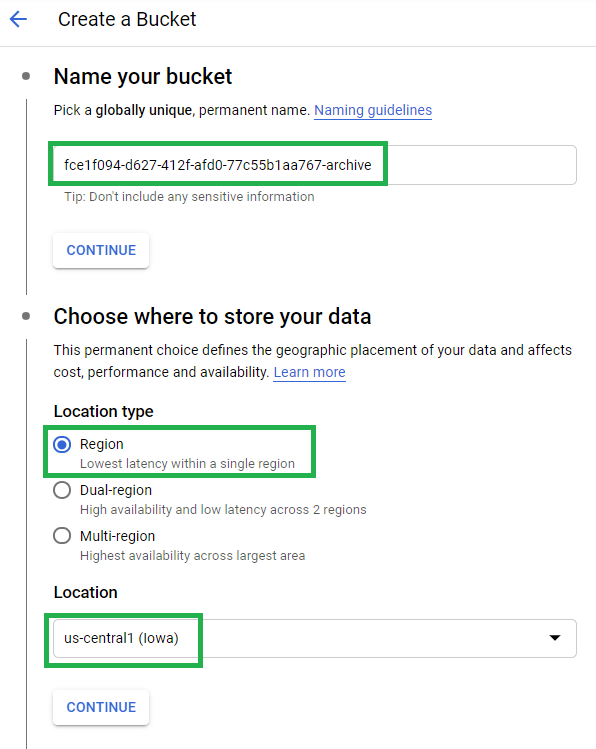 Create a Bucket
Name your bucket
Pick a globally unique, permanent name. Naming guidelines
fce1f094-d627-412f-afd0-77c55b1aa767-archive
Tip: Don't include any sensitive information
CONTINUE
Choose where to store your data
This permanent choice defines the geographic placement of your data and affects
cost, performance and availability. Learn more
Location type
Region
Lowest latency within a single region
Dual-region
High availability and low latency across 2 regions
Multi-region
Highest availability across largest area
Location
us-central1 (Iowa)
CONTINUE